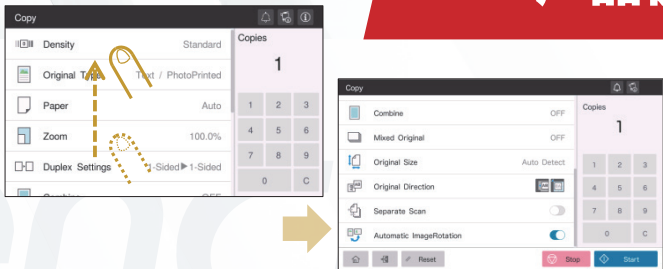 Copy
Density Standard
Original Type Text / PhotoPrinted
Paper Auto
Zoom 100.0%
Duplex Settings 1-Sided▶1-Sided
Combine OFF
Copies
1
1 2 3
4 5 6
7 8 9
0 C
Copy
Combine OFF
Mixed Original OFF
Original Size Auto Detect
Original Direction
Separate Scan
Automatic ImageRotation
Copies
1
1 2 3
4 5 6
7 8 9
0 C
Reset
Stop
Start